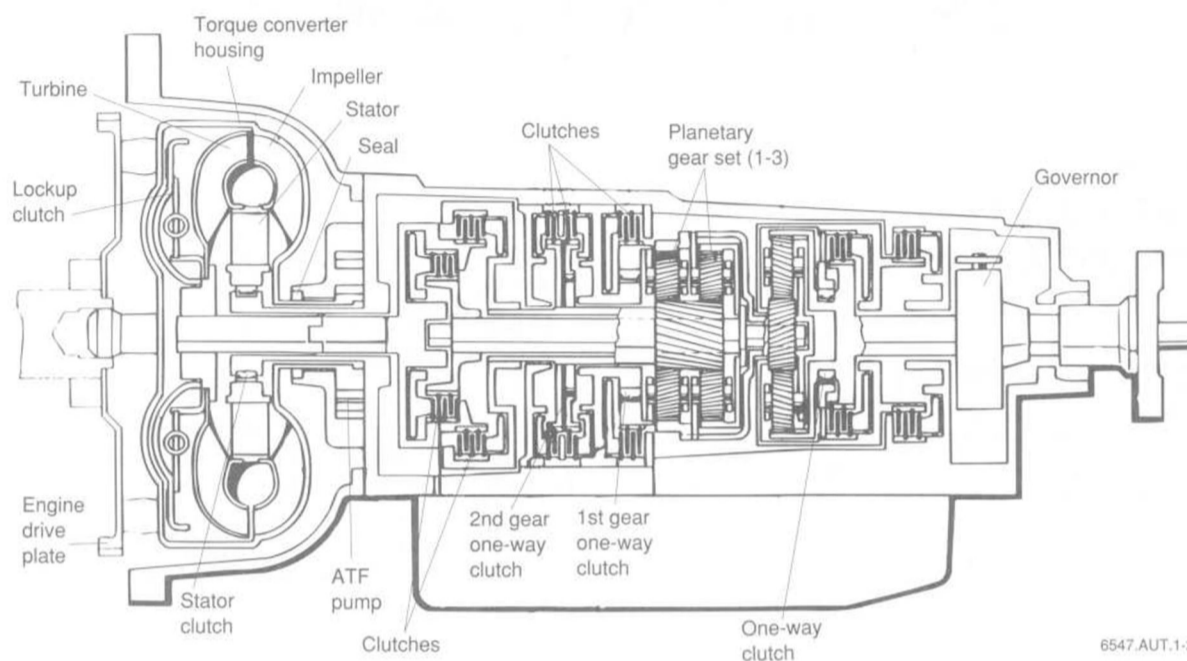 Torque converter
housing
Impeller
Turbine
Stator
Seal
Clutches
Planetary
gear set (1-3)
Governor
Lockup
clutch
Engine
drive
plate
Stator
clutch
ATF
pump
Clutches
2nd gear
one-way
clutch
1st gear
one-way
clutch
One-way
clutch